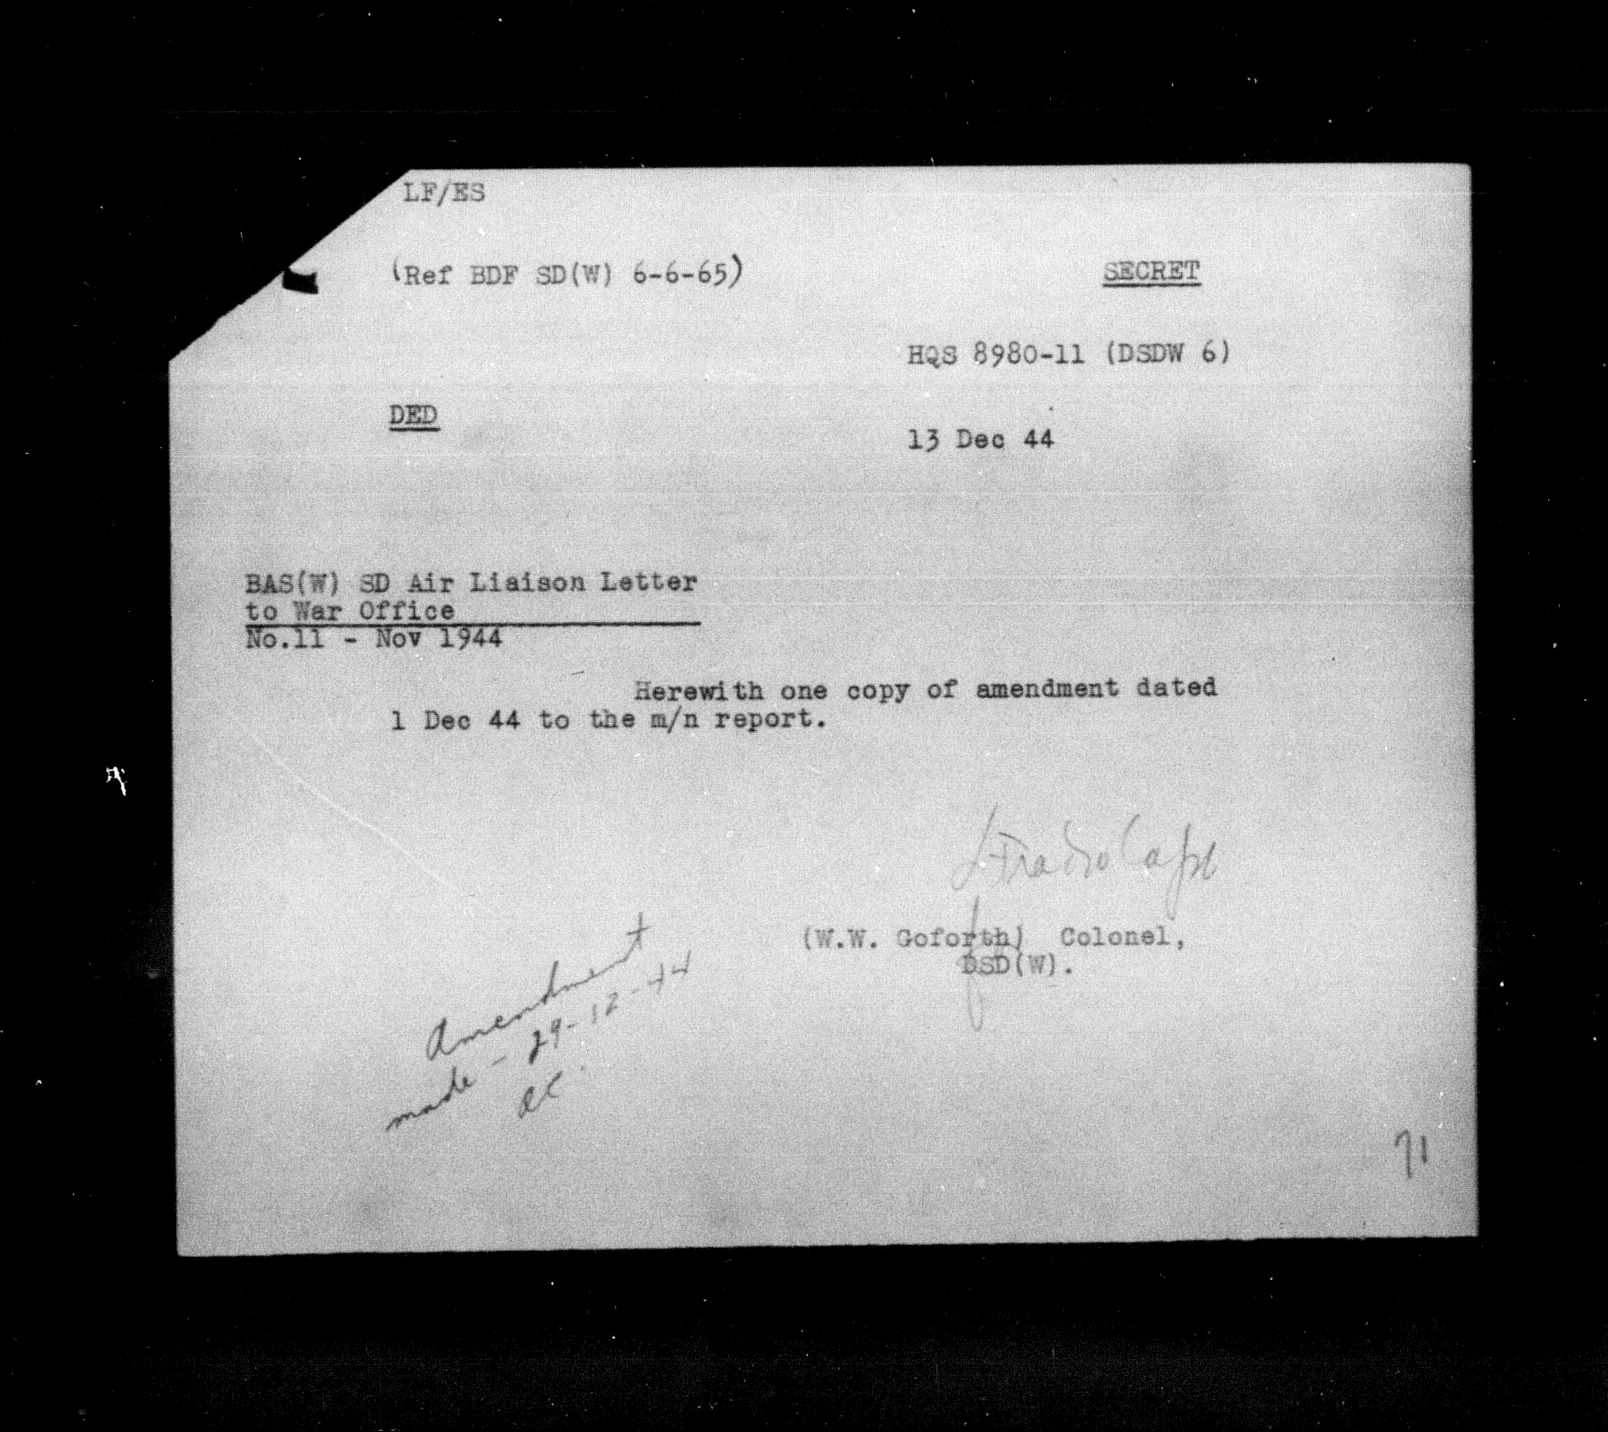 LF/ES
(Ref BDF SD(W) 6-6-65)
SECRET
HQS 8980-11 (DSDW 6)
DED
13 Dec 44
BAS(W) SD Air Liaison Letter
to War Office
No.11 - Nov 1944
Herewith one copy of amendment dated
1 Dec 44 to the m/n report.
Capt
for
(W.W. Goforth) Colonel,
DSD(W).
Amendment
made - 29-12-44
71